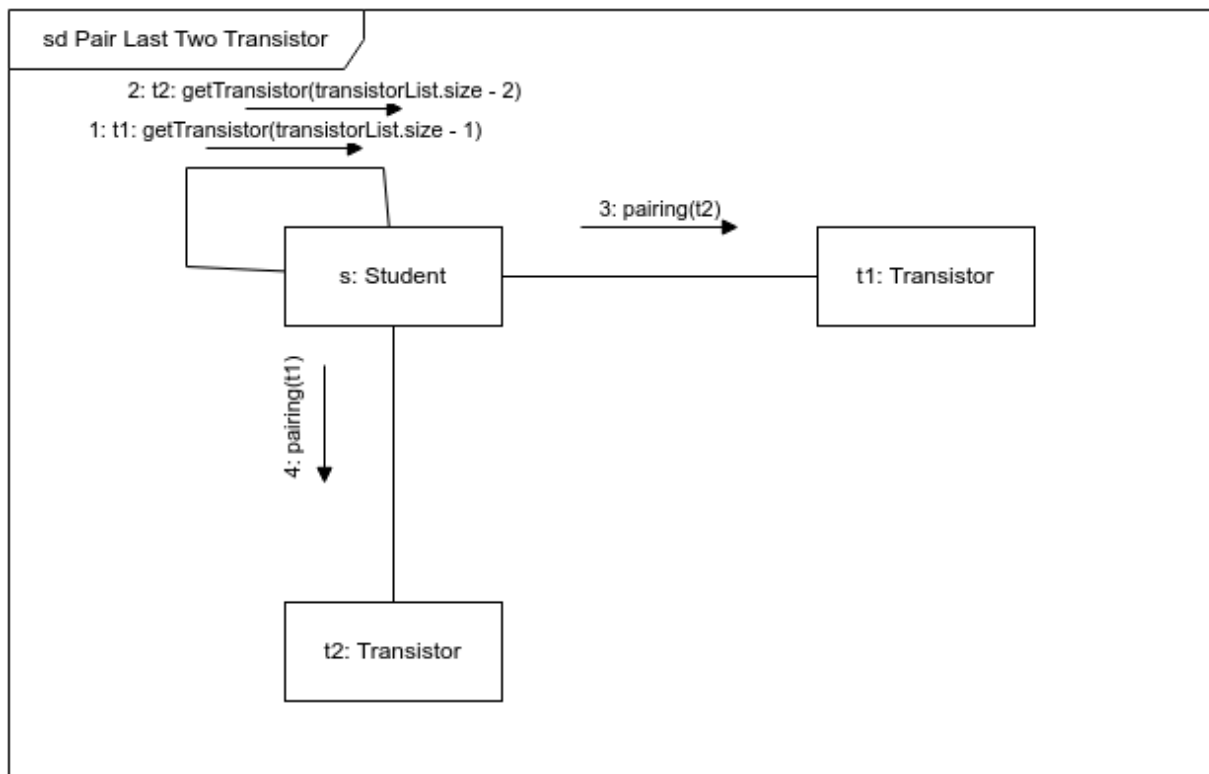 sd Pair Last Two Transistor
2: t2: getTransistor(transistorList.size - 2)
1: t1: getTransistor(transistorList.size - 1)
3: pairing(t2)
s: Student
t1: Transistor
4: pairing(t1)
t2: Transistor